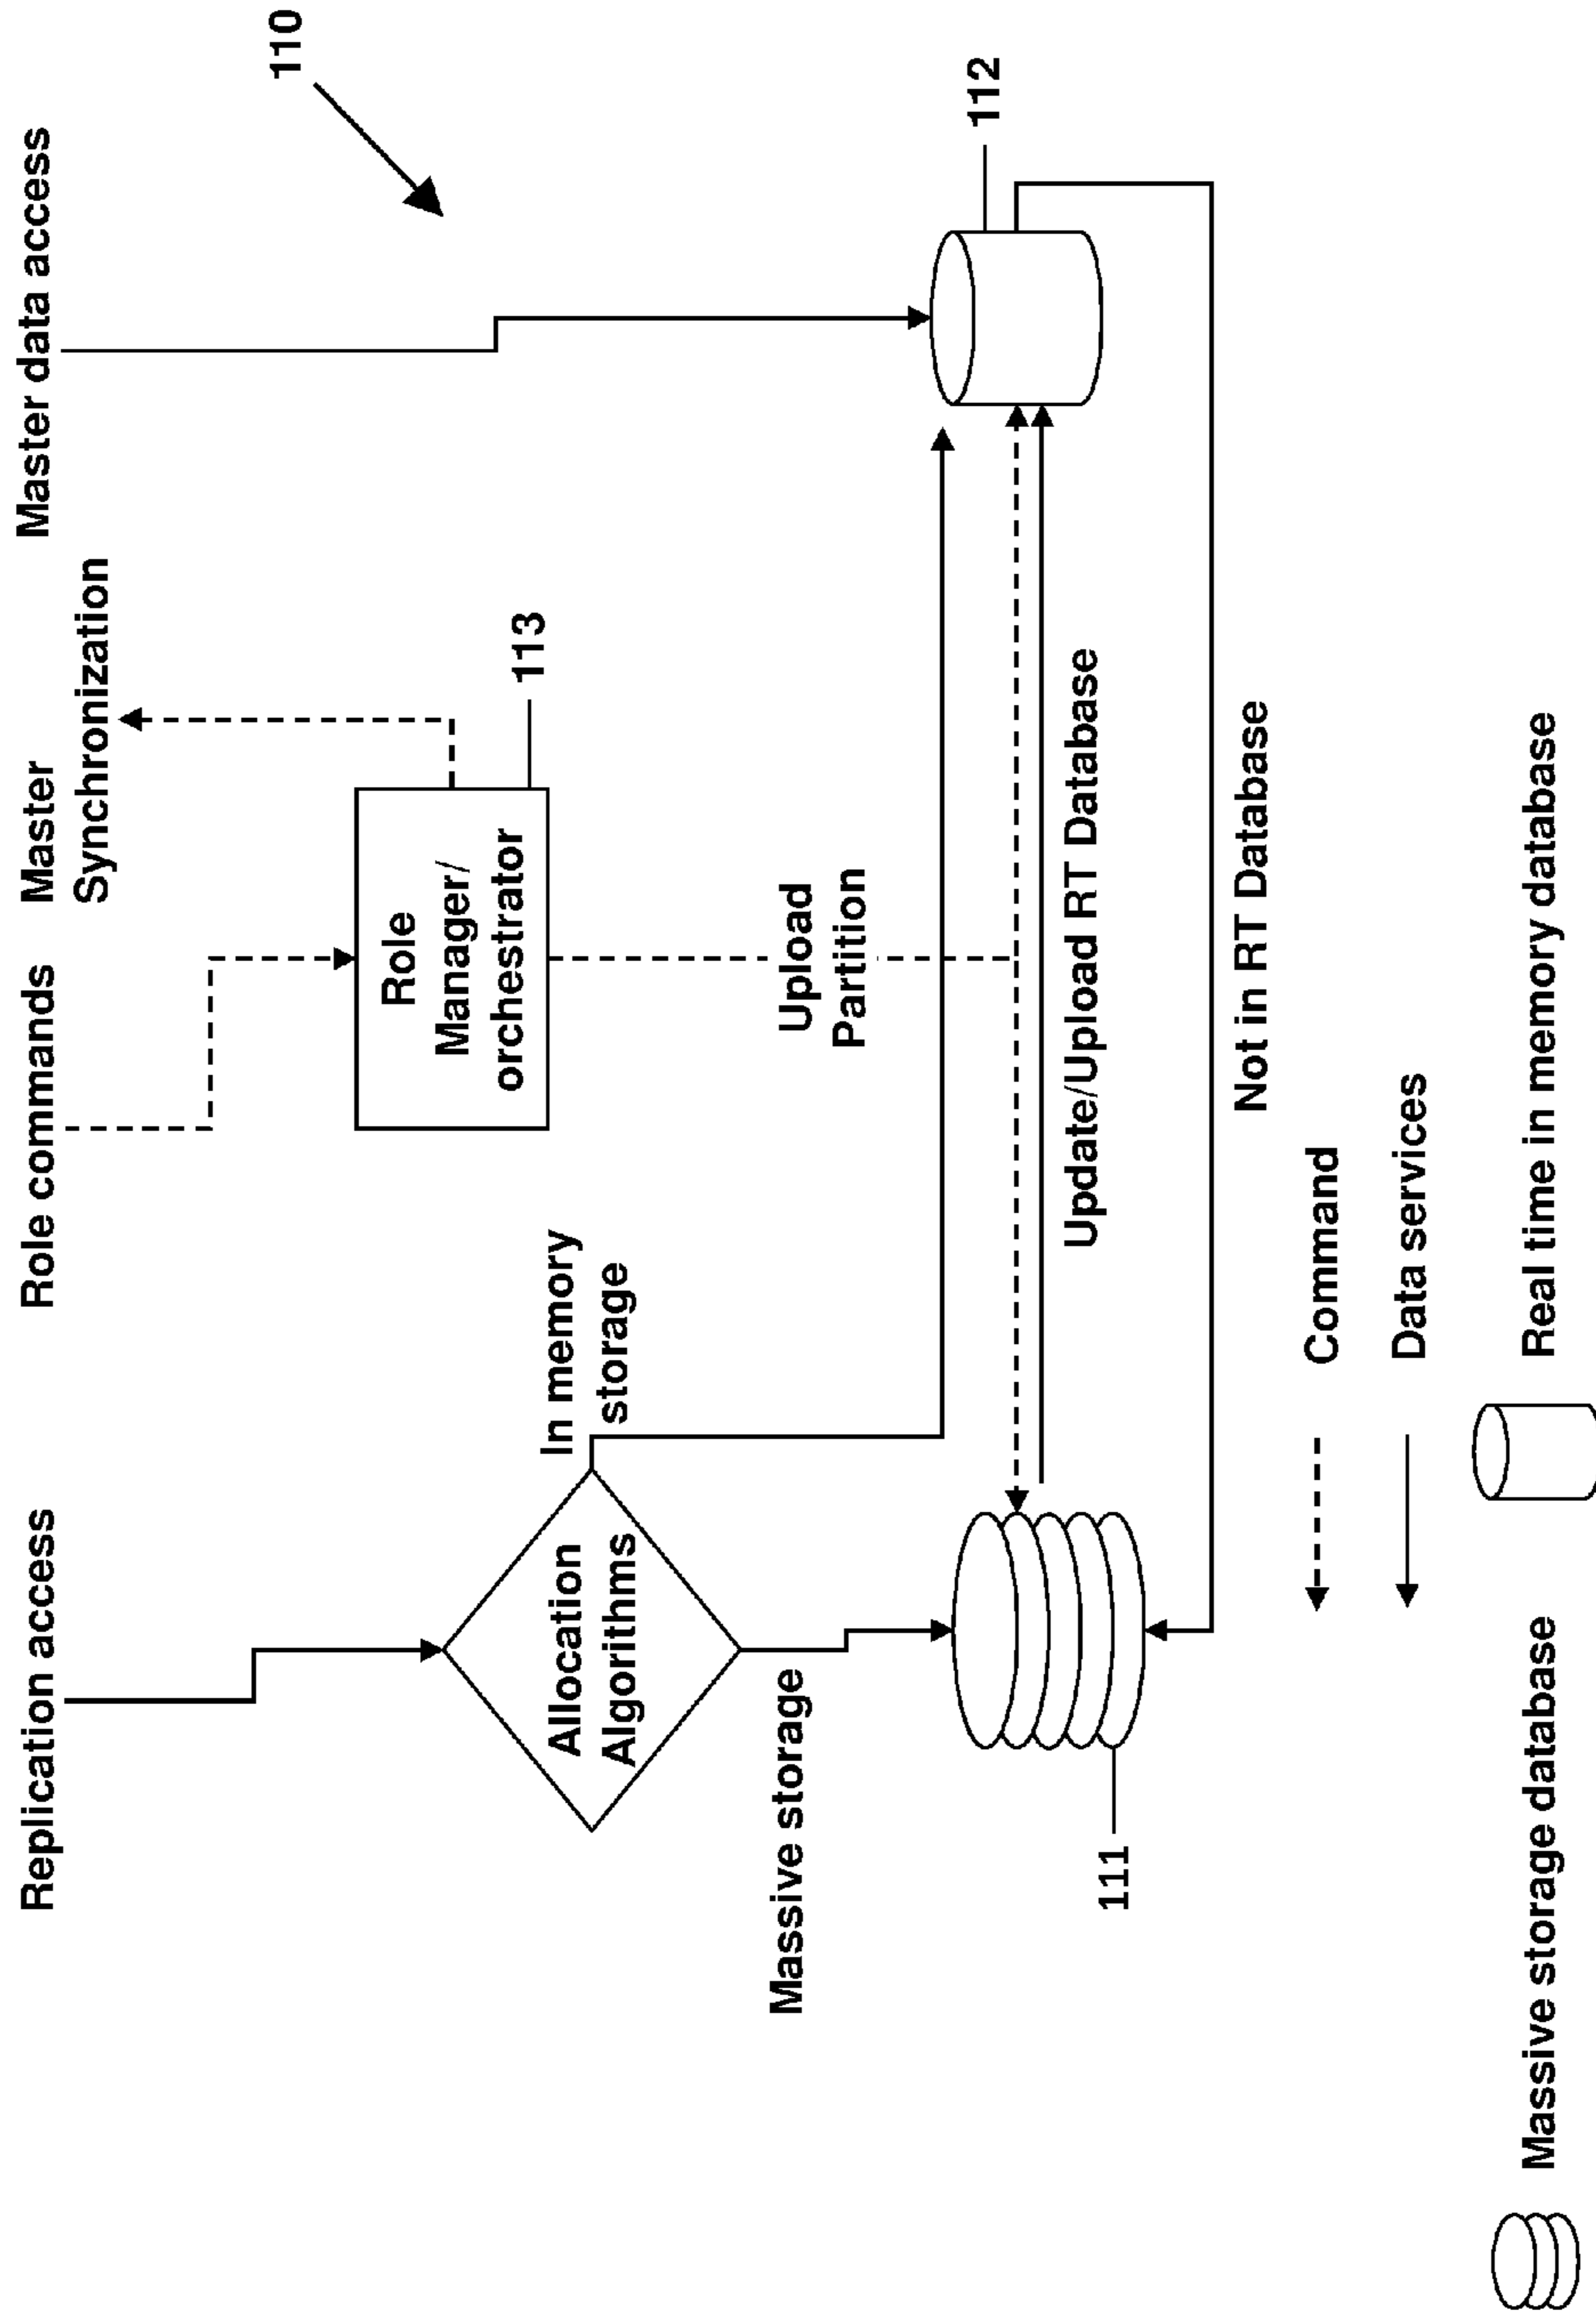 Replication access
Role commands
Master
Synchronization
Master data access
110
Allocation
Algorithms
In memory
storage
Role
Manager/
orchestrator
113
Massive storage
Upload
Partition
112
111
Update/Upload RT Database
Not in RT Database
Command
Data services
Massive storage database
Real time in memory database